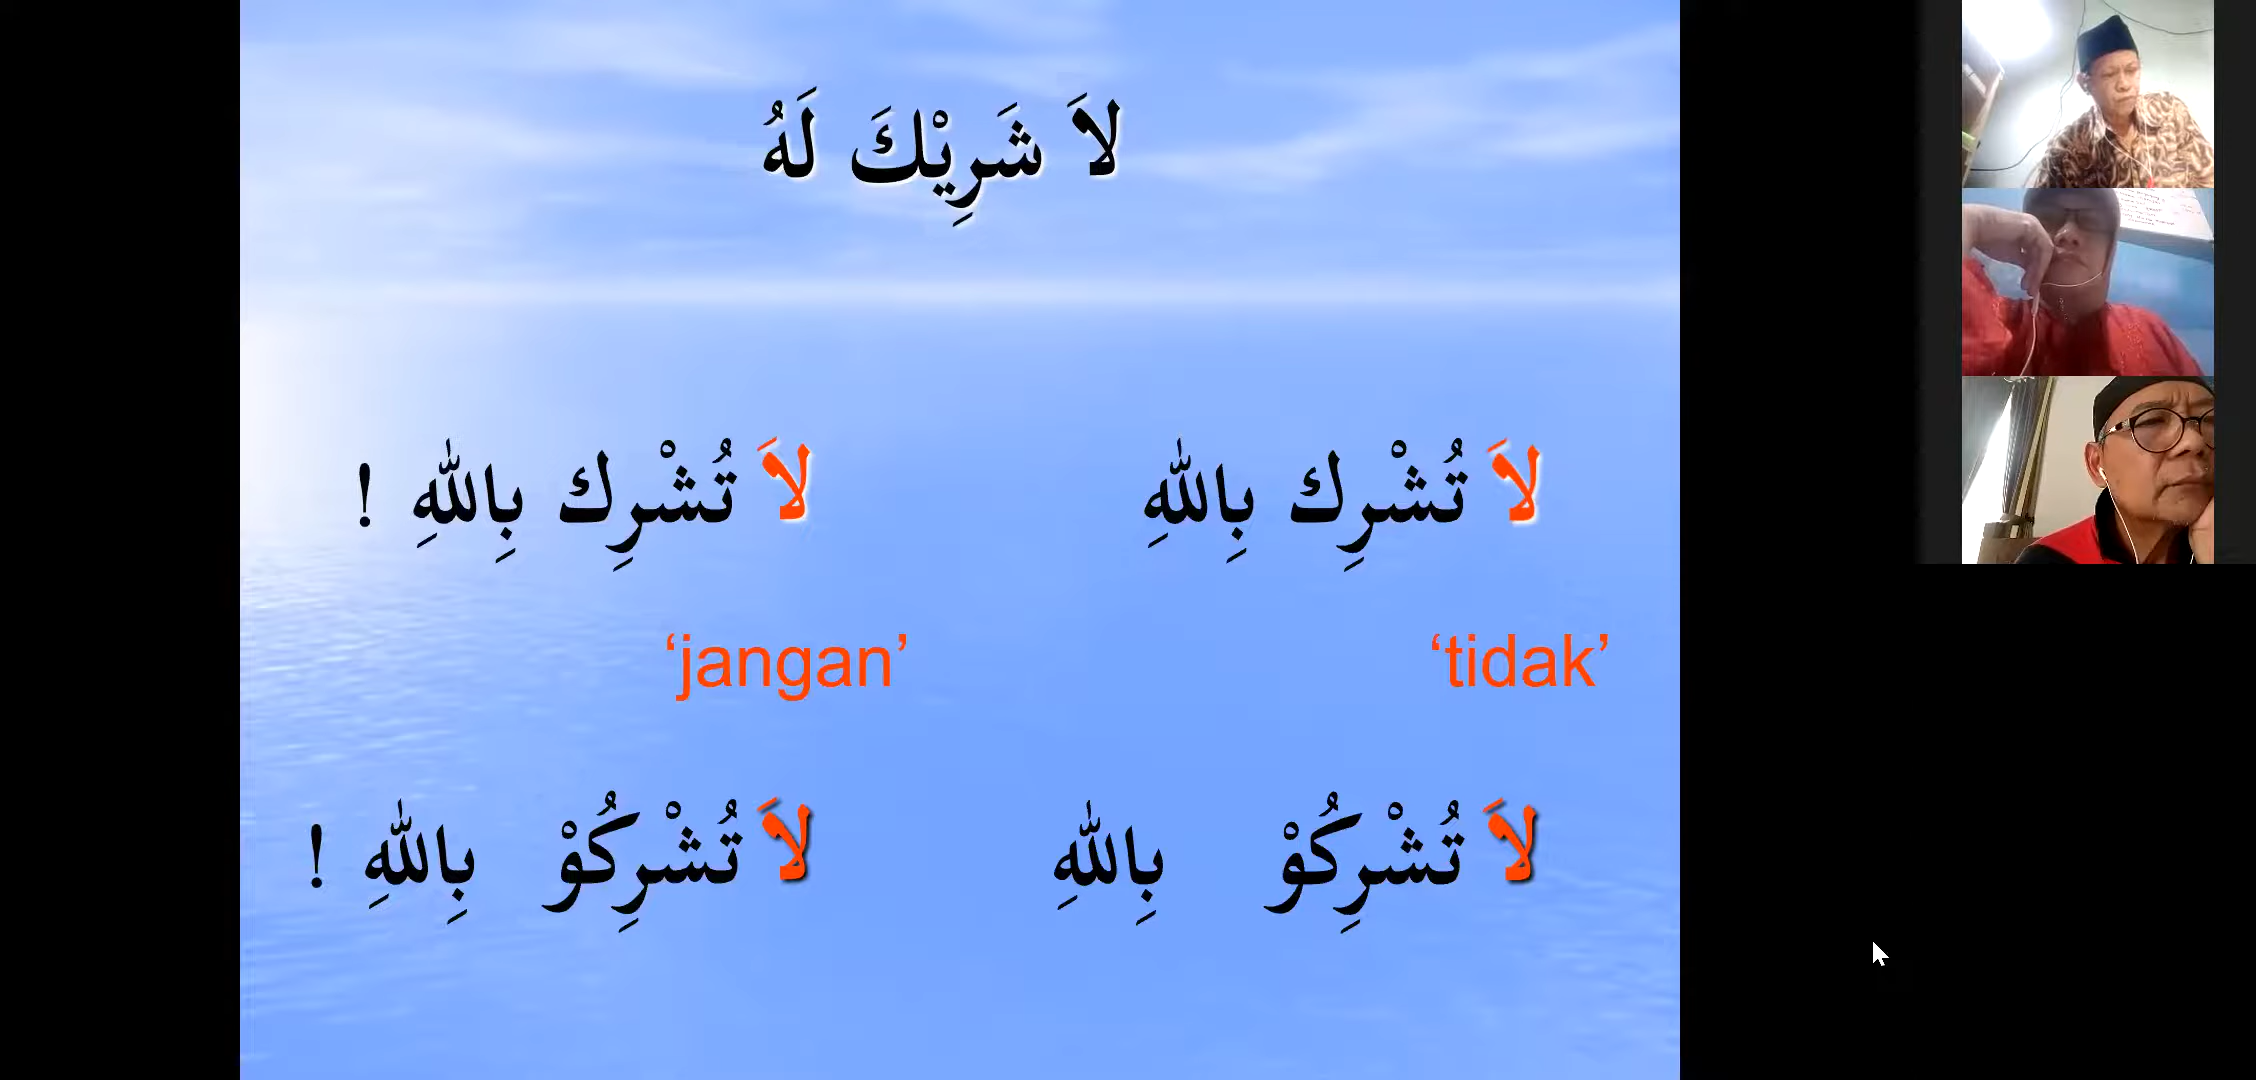 لاَ شَرِيْكَ لَهُ
لاَ تُشْرِك بِاللهِ لاَ تُشْرِك بِاللهِ !
‘jangan’ ‘tidak’
لاَ تُشْرِكُوْ بِاللهِ لاَ تُشْرِكُوْ بِاللهِ !